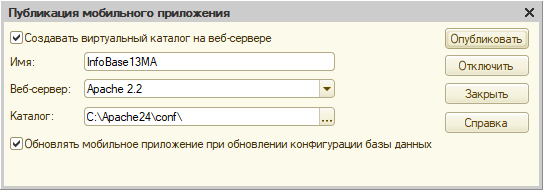 Публикация мобильного приложения
Создавать виртуальный каталог на веб-сервере
Опубликовать
Имя: InfoBase13MA
Отключить
Веб-сервер: Apache 2.2
Закрыть
Каталог: C:\Apache24\conf\ ...
Справка
Обновлять мобильное приложение при обновлении конфигурации базы данных